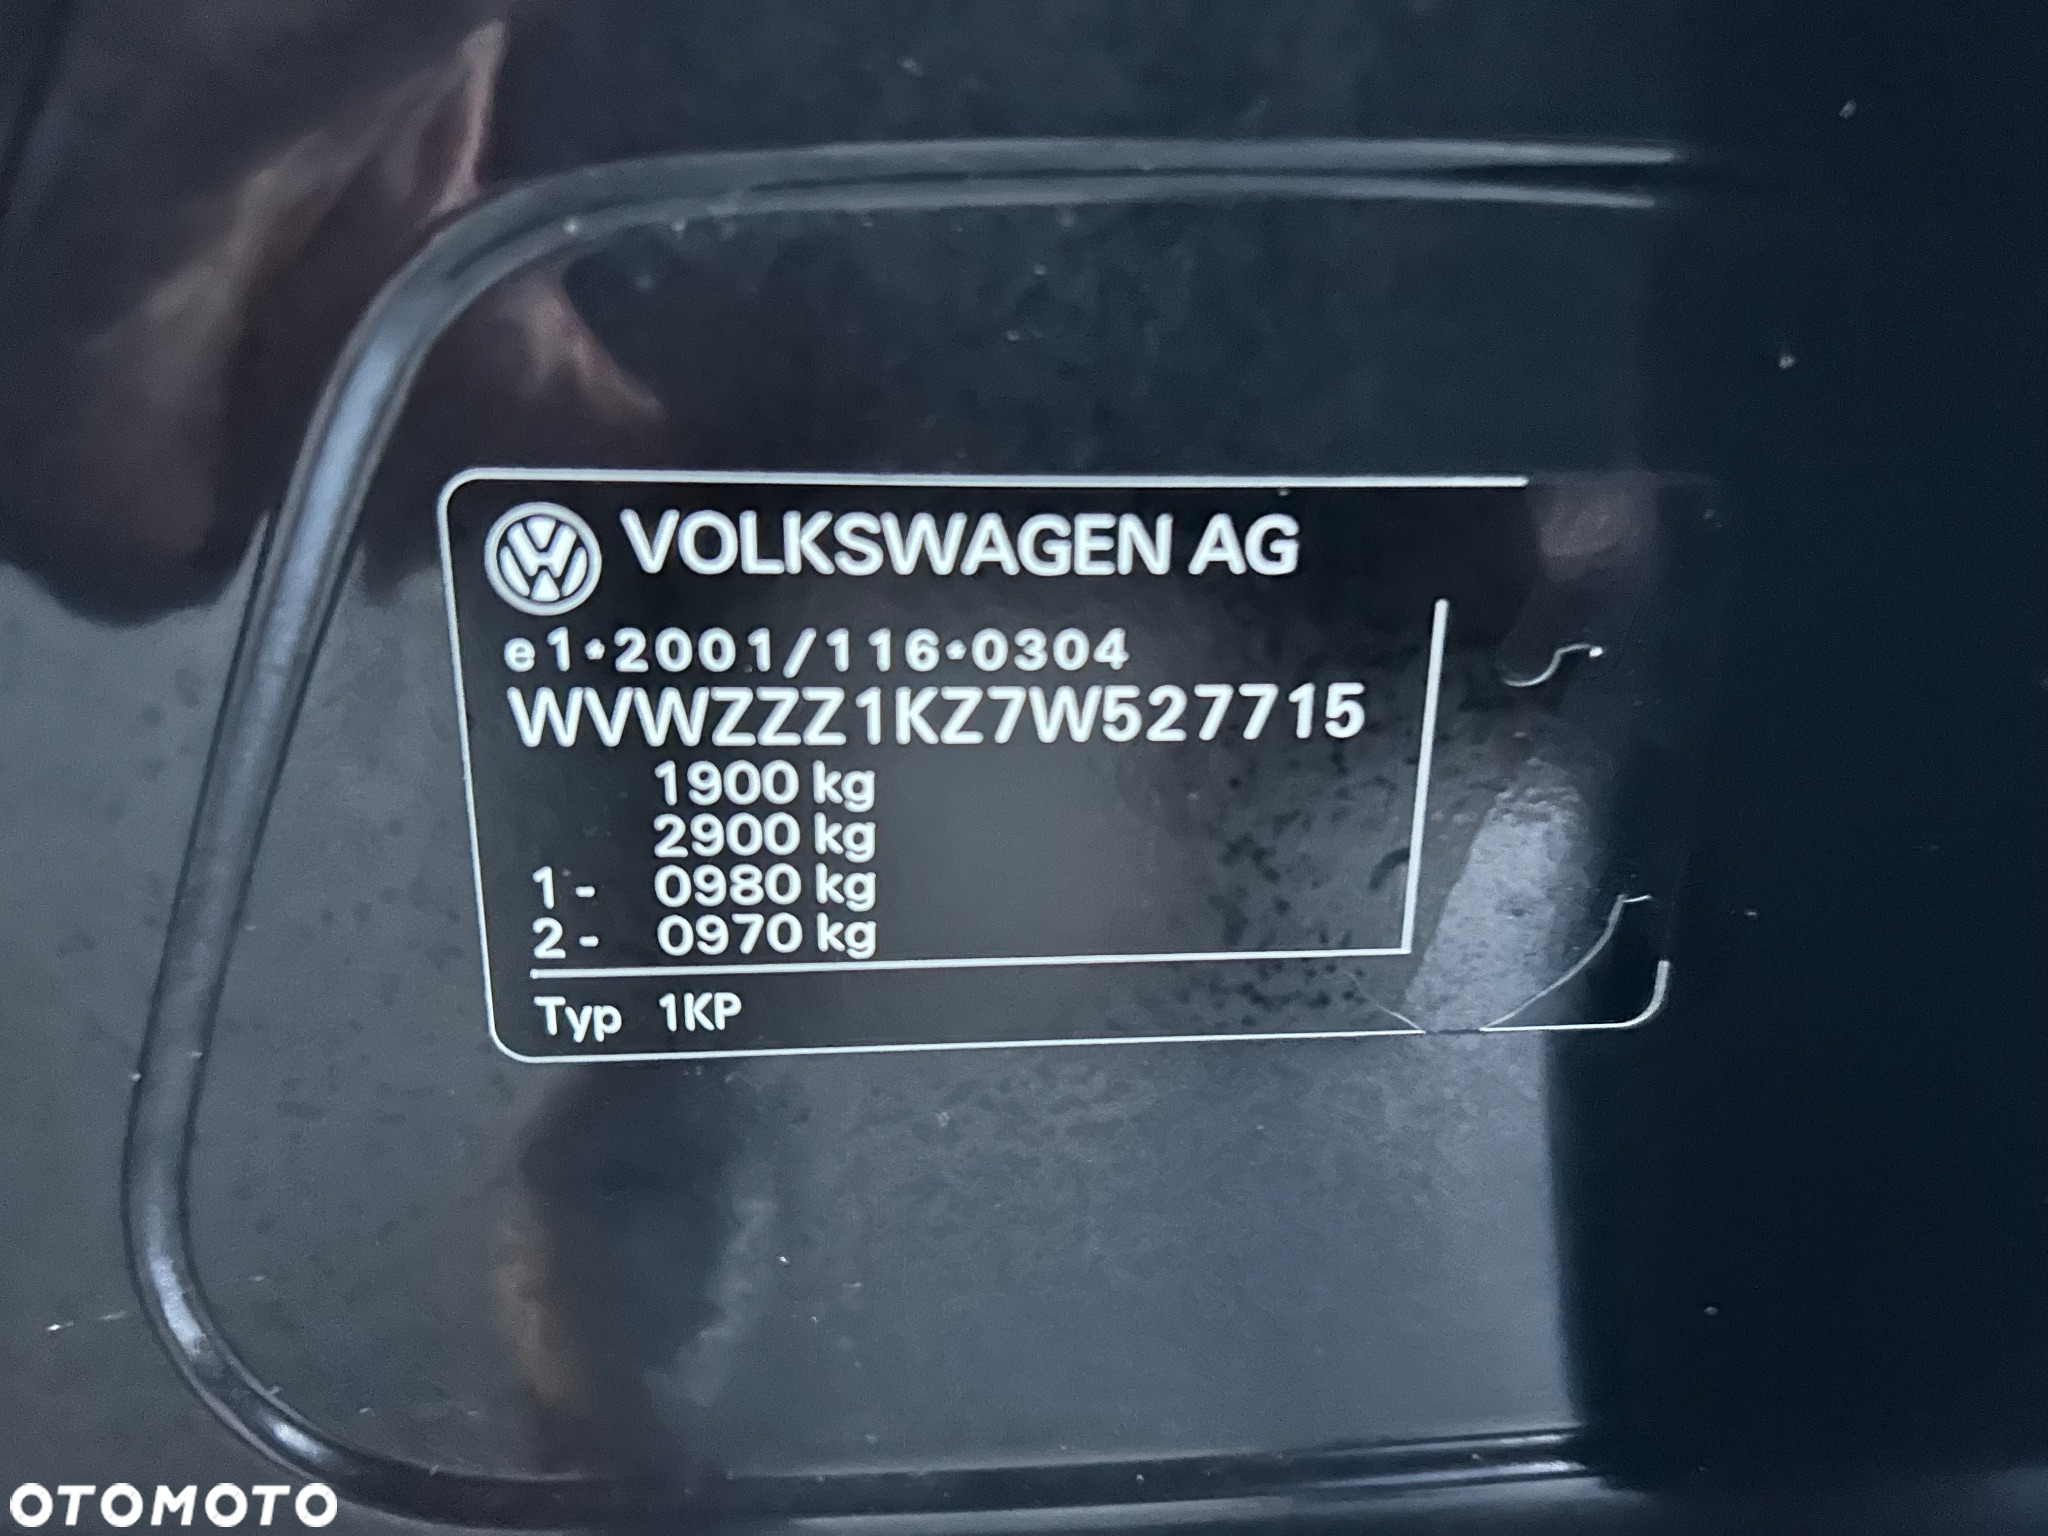 VOLKSWAGEN AG
e1*2001/116*0304
WVWZZZ1KZ7W527715
1900 kg
2900 kg
1- 0980 kg
2- 0970 kg
Typ 1KP
OTOMOTO